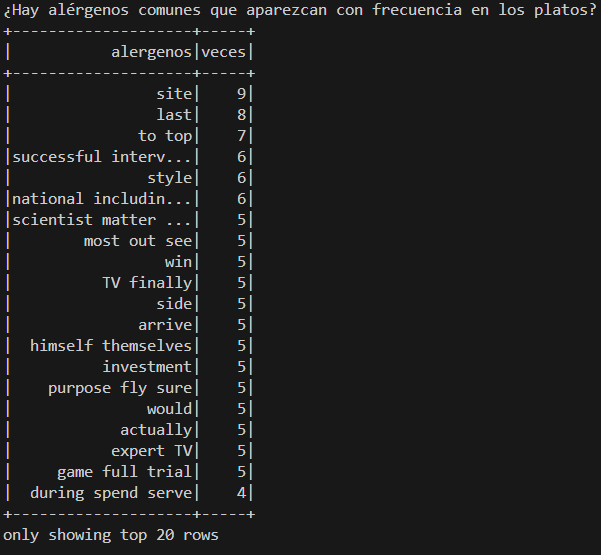 ¿Hay alérgenos comunes que aparezcan con frecuencia en los platos?
+--------------------+-----+
|           alergenos|veces|
+--------------------+-----+
|                site|    9|
|                last|    8|
|              to top|    7|
|successful interv...|    6|
|               style|    6|
|national includin...|    6|
|scientist matter ...|    5|
|        most out see|    5|
|                 win|    5|
|          TV finally|    5|
|                side|    5|
|              arrive|    5|
|  himself themselves|    5|
|          investment|    5|
|    purpose fly sure|    5|
|               would|    5|
|            actually|    5|
|           expert TV|    5|
|     game full trial|    5|
|  during spend serve|    4|
+--------------------+-----+
only showing top 20 rows